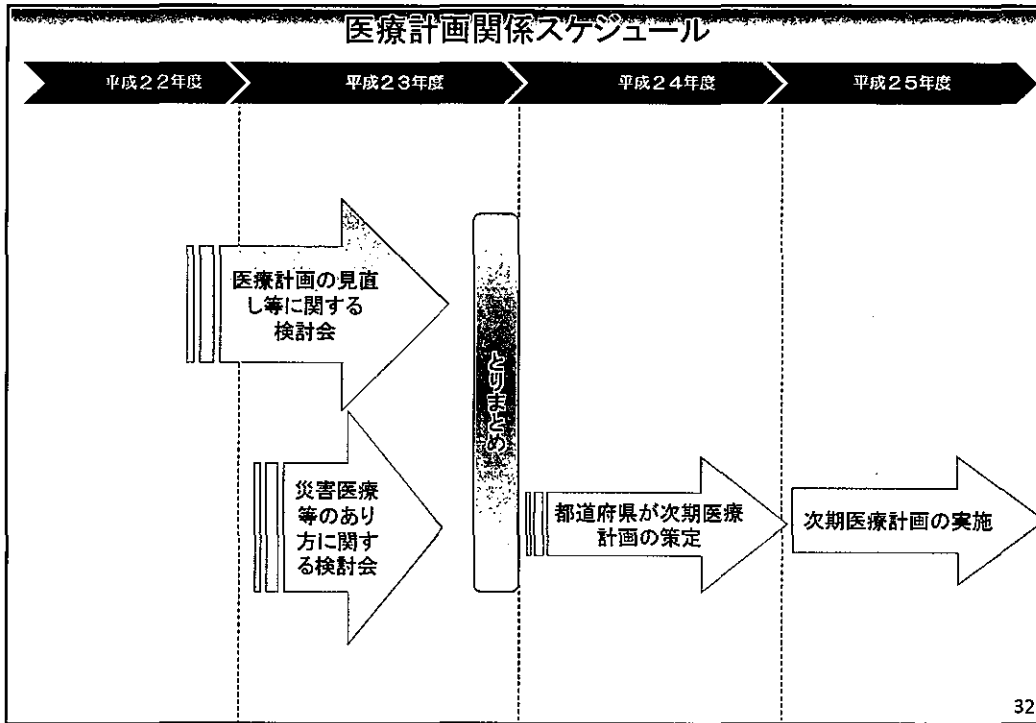 医療計画関係スケジュール
平成22年度
平成23年度
平成24年度
平成25年度
医療計画の見直
し等に関する
検討会
とりまとめ
災害医療
等のあり
方に関す
る検討会
都道府県が次期医療
計画の策定
次期医療計画の実施
32